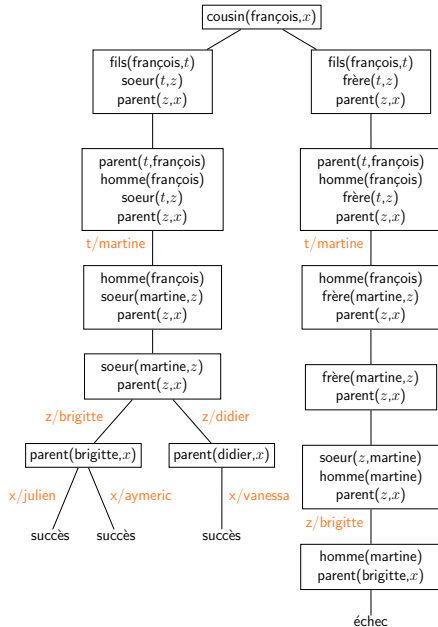 cousin(françois,x)
fils(françois,t)
soeur(t,z)
parent(z,x)
parent(t,françois)
homme(françois)
soeur(t,z)
parent(z,x)
t/martine
homme(françois)
soeur(martine,z)
parent(z,x)
soeur(martine,z)
parent(z,x)
z/brigitte
z/didier
parent(brigitte,x)
parent(didier,x)
x/julien
x/aymeric
x/vanessa
succès
succès
succès
fils(françois,t)
frère(t,z)
parent(z,x)
parent(t,françois)
homme(françois)
frère(t,z)
parent(z,x)
t/martine
homme(françois)
frère(martine,z)
parent(z,x)
frère(martine,z)
parent(z,x)
soeur(z,martine)
homme(martine)
parent(z,x)
z/brigitte
homme(martine)
parent(brigitte,x)
échec